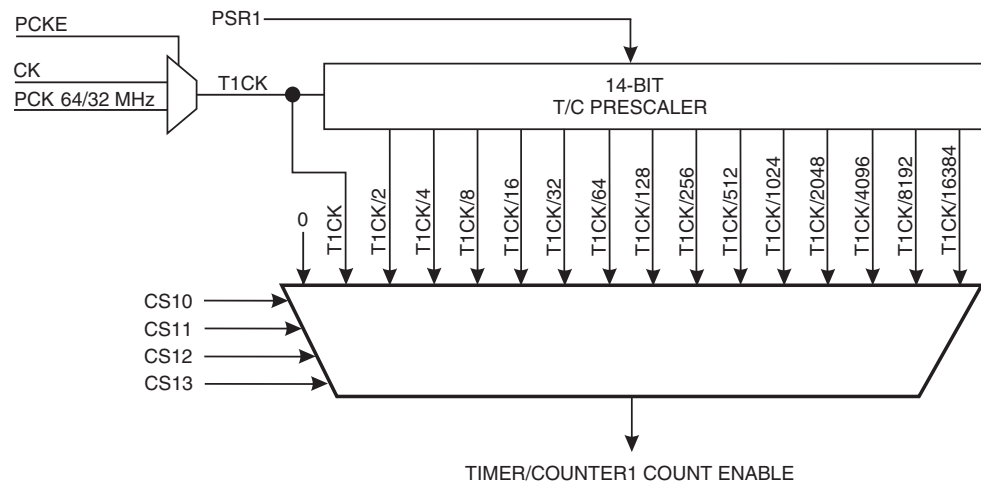 PSR1
PCKE
CK
PCK 64/32 MHz
T1CK
14-BIT
T/C PRESCALER
0
T1CK
T1CK/2
T1CK/4
T1CK/8
T1CK/16
T1CK/32
T1CK/64
T1CK/128
T1CK/256
T1CK/512
T1CK/1024
T1CK/2048
T1CK/4096
T1CK/8192
T1CK/16384
CS10
CS11
CS12
CS13
TIMER/COUNTER1 COUNT ENABLE